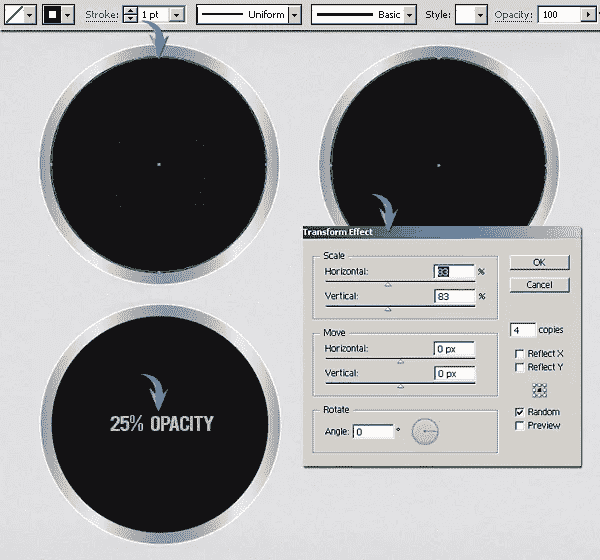 Stroke: 1 pt Uniform Basic Style: Opacity: 100
Transform Effect
Scale
Horizontal: 83 %
Vertical: 83 %
OK
Cancel
4 copies
Move
Horizontal: 0 px
Vertical: 0 px
Reflect X
Reflect Y
Rotate
Angle: 0 °
Random
Preview
25% OPACITY